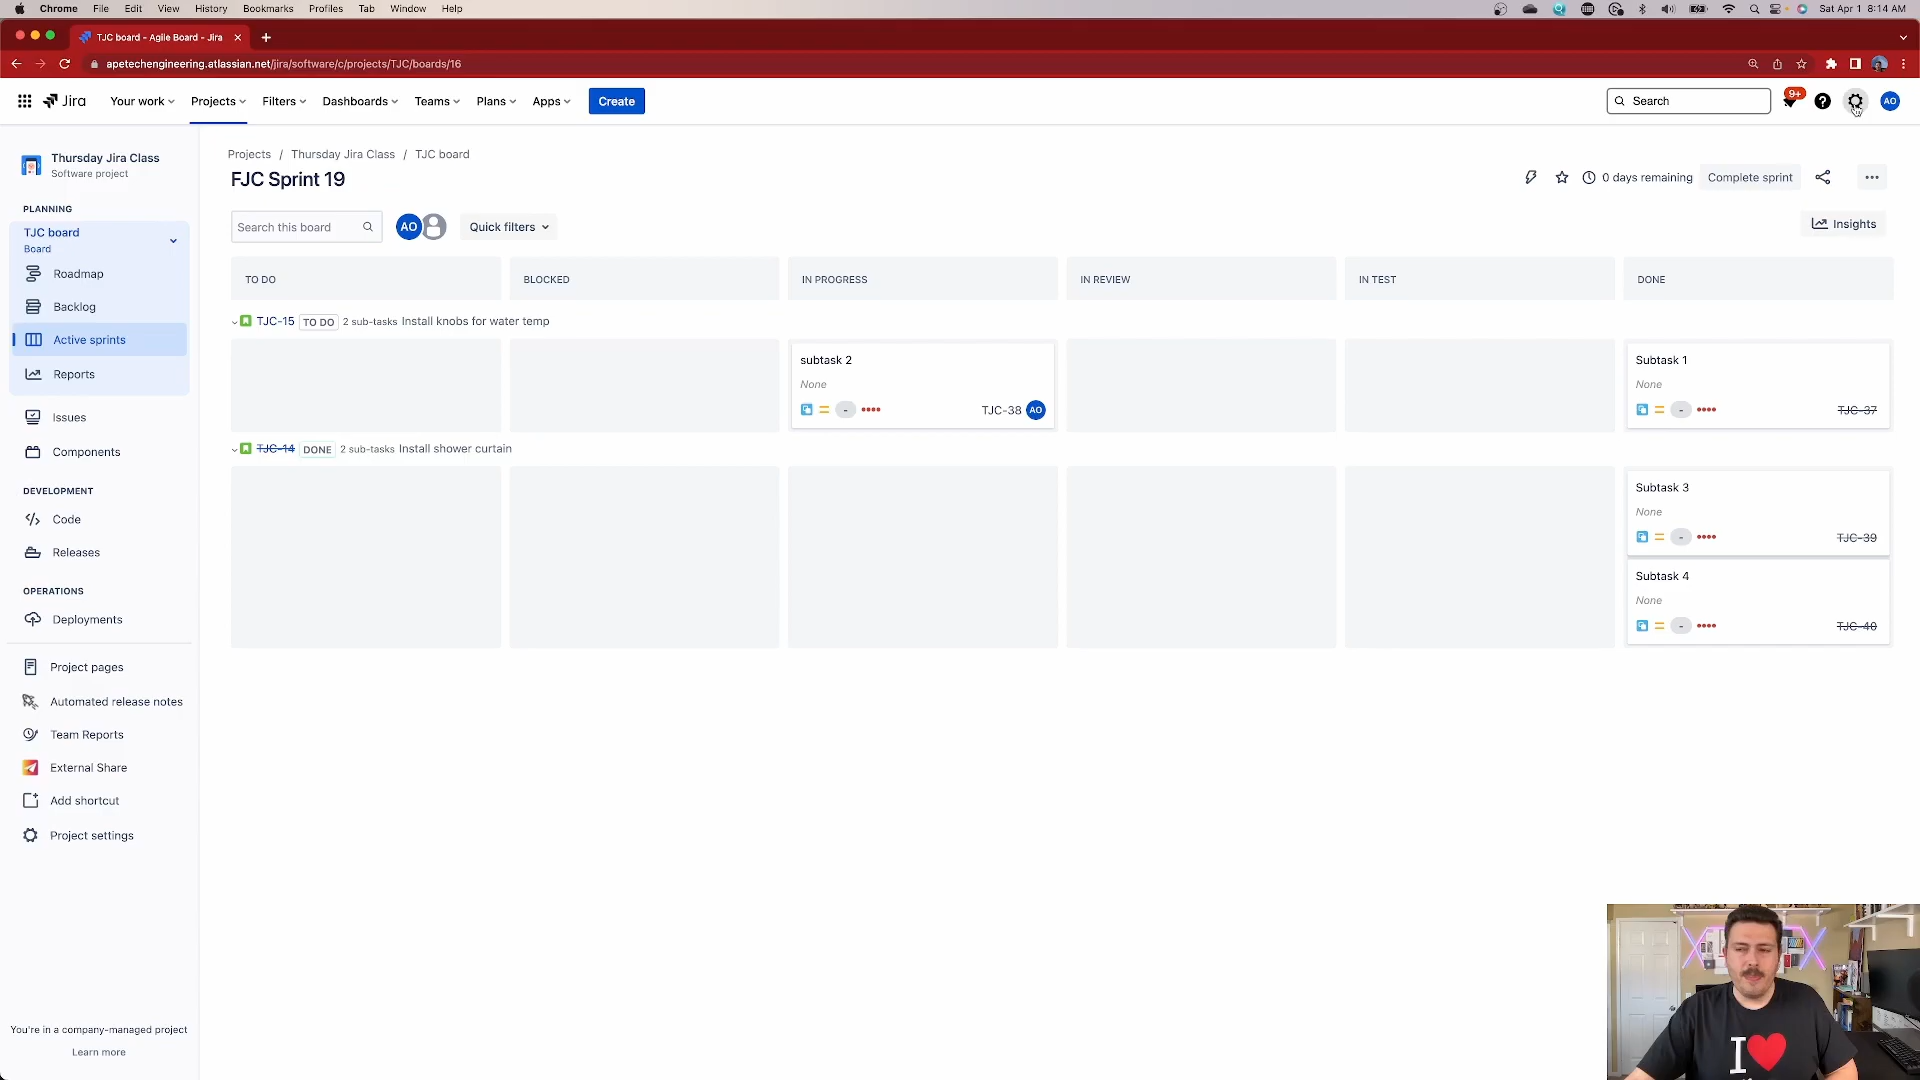 Chrome File Edit View History Bookmarks Profiles Tab Window Help Sat Apr 1 8:14 AM
TJC board - Agile Board - Jira
apetechengineering.atlassian.net/jira/software/c/projects/TJC/boards/16
Jira Your work Projects Filters Dashboards Teams Plans Apps Create Search 9+ AO
Thursday Jira Class
Software project
PLANNING
TJC board
Board
Roadmap
Backlog
Active sprints
Reports
Issues
Components
DEVELOPMENT
Code
Releases
OPERATIONS
Deployments
Project pages
Automated release notes
Team Reports
External Share
Add shortcut
Project settings
You're in a company-managed project
Learn more
Projects / Thursday Jira Class / TJC board
FJC Sprint 19
0 days remaining Complete sprint
Search this board AO Quick filters Insights
TO DO BLOCKED IN PROGRESS IN REVIEW IN TEST DONE
TJC-15 TO DO 2 sub-tasks Install knobs for water temp
subtask 2
None
- TJC-38 AO
Subtask 1
None
- TJC-37
TJC-14 DONE 2 sub-tasks Install shower curtain
Subtask 3
None
- TJC-39
Subtask 4
None
- TJC-40
I